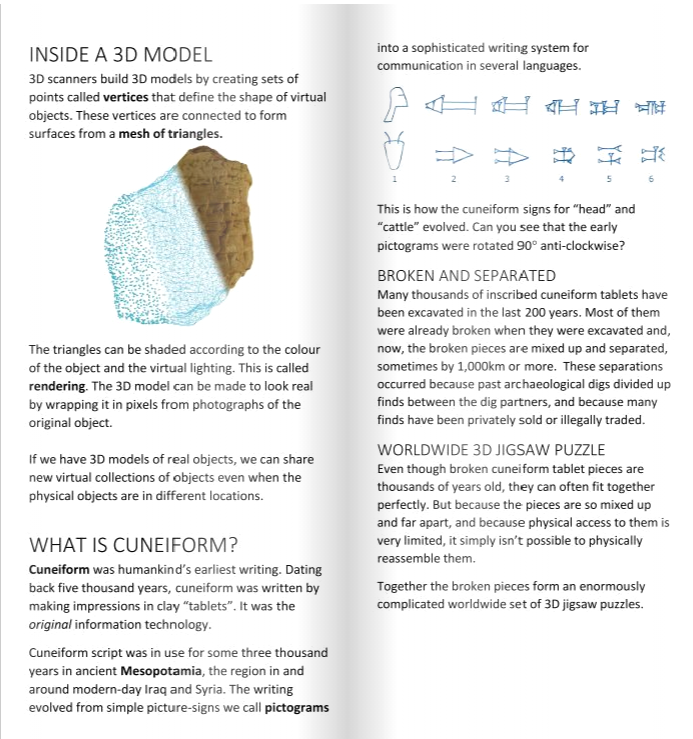 INSIDE A 3D MODEL
3D scanners build 3D models by creating sets of
points called vertices that define the shape of virtual
objects. These vertices are connected to form
surfaces from a mesh of triangles.
The triangles can be shaded according to the colour
of the object and the virtual lighting. This is called
rendering. The 3D model can be made to look real
by wrapping it in pixels from photographs of the
original object.
If we have 3D models of real objects, we can share
new virtual collections of objects even when the
physical objects are in different locations.
WHAT IS CUNEIFORM?
Cuneiform was humankind's earliest writing. Dating
back five thousand years, cuneiform was written by
making impressions in clay "tablets". It was the
original information technology.
Cuneiform script was in use for some three thousand
years in ancient Mesopotamia, the region in and
around modern-day Iraq and Syria. The writing
evolved from simple picture-signs we call pictograms
into a sophisticated writing system for
communication in several languages.
1 2 3 4 5 6
This is how the cuneiform signs for "head" and
"cattle" evolved. Can you see that the early
pictograms were rotated 90° anti-clockwise?
BROKEN AND SEPARATED
Many thousands of inscribed cuneiform tablets have
been excavated in the last 200 years. Most of them
were already broken when they were excavated and,
now, the broken pieces are mixed up and separated,
sometimes by 1,000km or more. These separations
occurred because past archaeological digs divided up
finds between the dig partners, and because many
finds have been privately sold or illegally traded.
WORLDWIDE 3D JIGSAW PUZZLE
Even though broken cuneiform tablet pieces are
thousands of years old, they can often fit together
perfectly. But because the pieces are so mixed up
and far apart, and because physical access to them is
very limited, it simply isn't possible to physically
reassemble them.
Together the broken pieces form an enormously
complicated worldwide set of 3D jigsaw puzzles.